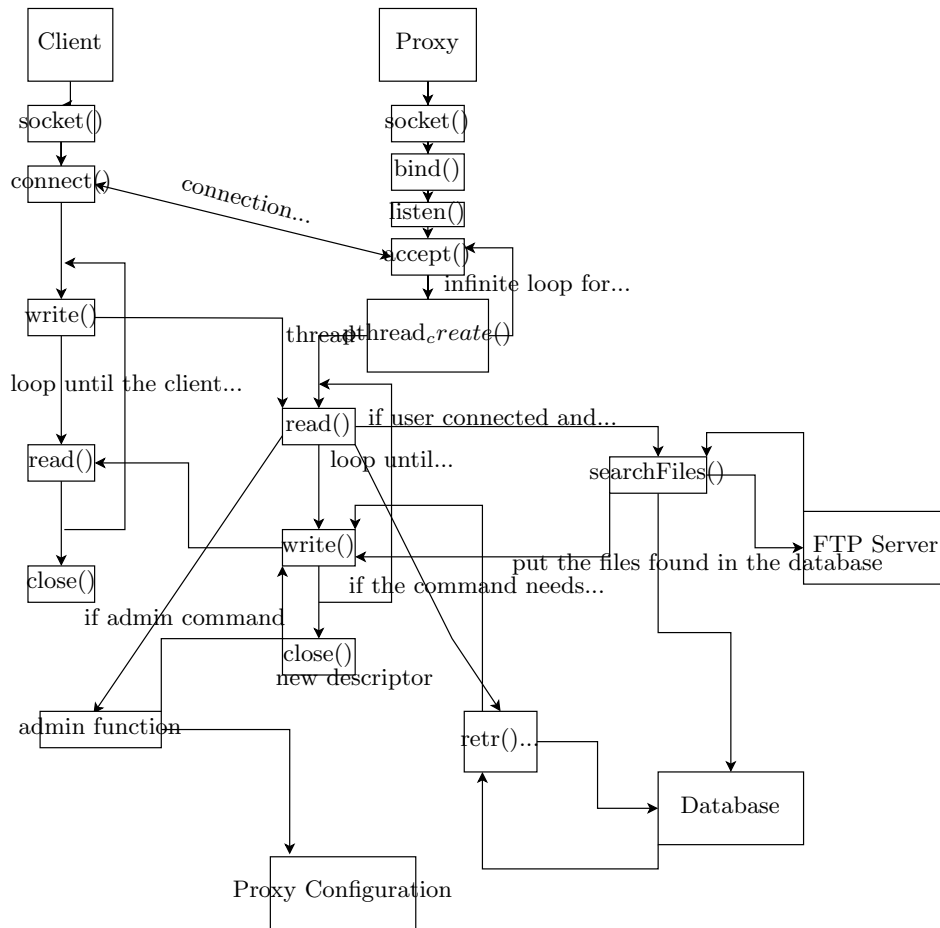 Client
Proxy
socket()
socket()
bind()
connect()
connection...
listen()
accept()
infinite loop for...
write()
thread
pthread_create()
loop until the client...
if user connected and...
read()
loop until...
read()
searchFiles()
write()
FTP Server
put the files found in the database
close()
if the command needs...
if admin command
close()
new descriptor
admin function
retr()...
Database
Proxy Configuration